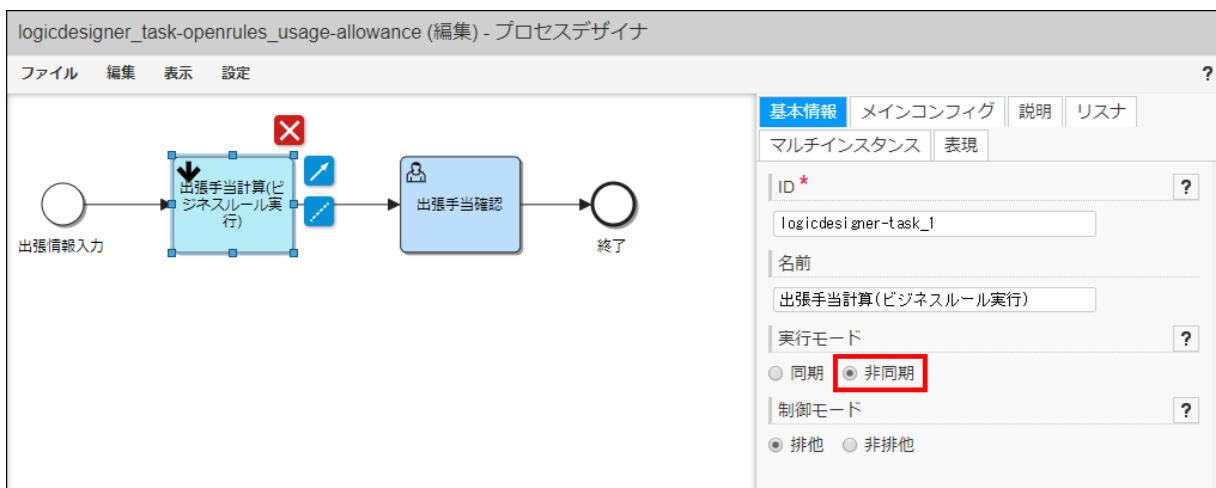 logicdesigner_task-openrules_usage-allowance (編集) - プロセスデザイナ
ファイル 編集 表示 設定 ?
出張情報入力
出張手当計算(ビ
ジネスルール実
行)
出張手当確認
終了
基本情報 メインコンフィグ 説明 リスナ
マルチインスタンス 表現
ID * ?
logicdesigner-task_1
名前
出張手当計算(ビジネスルール実行)
実行モード ?
同期 非同期
制御モード ?
排他 非排他